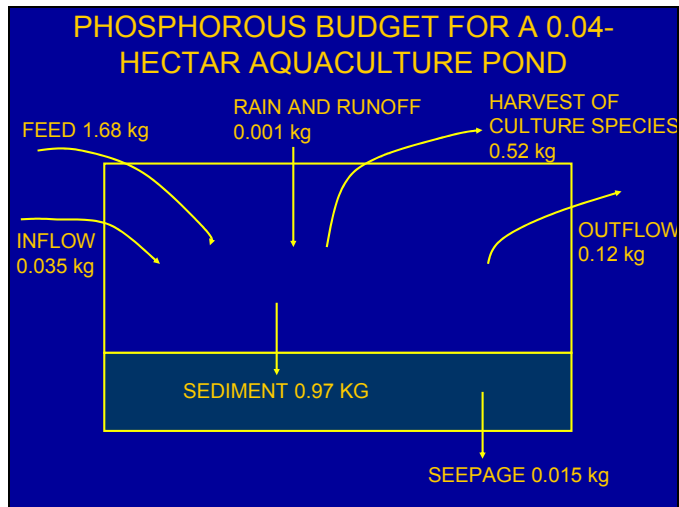 PHOSPHOROUS BUDGET FOR A 0.04-
HECTAR AQUACULTURE POND
FEED 1.68 kg
RAIN AND RUNOFF
0.001 kg
HARVEST OF
CULTURE SPECIES
0.52 kg
INFLOW
0.035 kg
OUTFLOW
0.12 kg
SEDIMENT 0.97 KG
SEEPAGE 0.015 kg